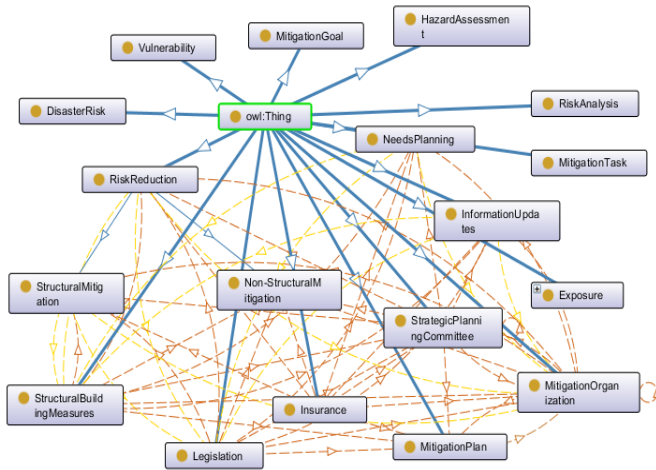 MitigationGoal
HazardAssessmen
t
Vulnerability
DisasterRisk
owl:Thing
RiskAnalysis
NeedsPlanning
MitigationTask
RiskReduction
InformationUpda
tes
StructuralMitig
ation
Non-StructuralM
itigation
Exposure
StrategicPlanni
ngCommittee
StructuralBuild
ingMeasures
Insurance
MitigationOrgan
ization
Legislation
MitigationPlan